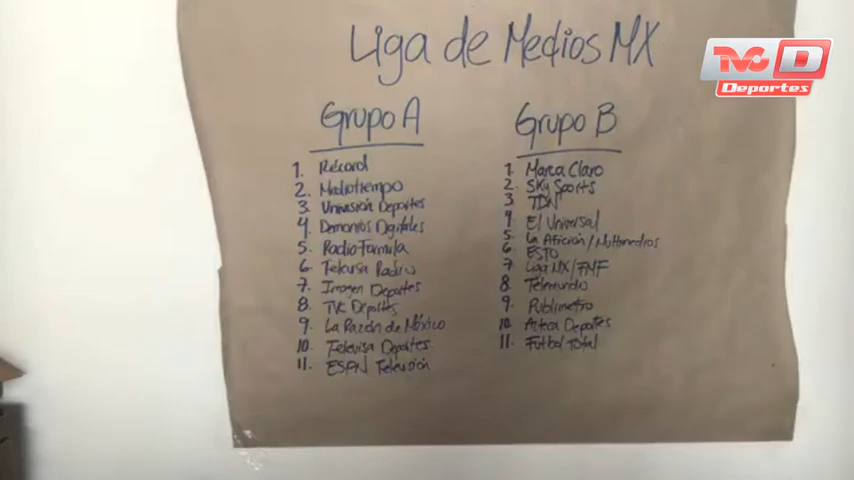 Liga de Medios MX
TVC D
Deportes
Grupo A
1. Récord
2. Mediotiempo
3. Univisión Deportes
4. Demonios Digitales
5. Radio Formula
6. Televisa Radio
7. Imagen Deportes
8. TVC Deportes
9. La Razón de México
10. Televisa Deportes
11. ESPN Televisión
Grupo B
1. Marca Claro
2. Sky Sports
3. TDN
4. El Universal
5. La Afición/Multimedios
6. ESTO
7. Liga MX/FMF
8. Telemundo
9. Publimetro
10. Azteca Deportes
11. Futbol Total